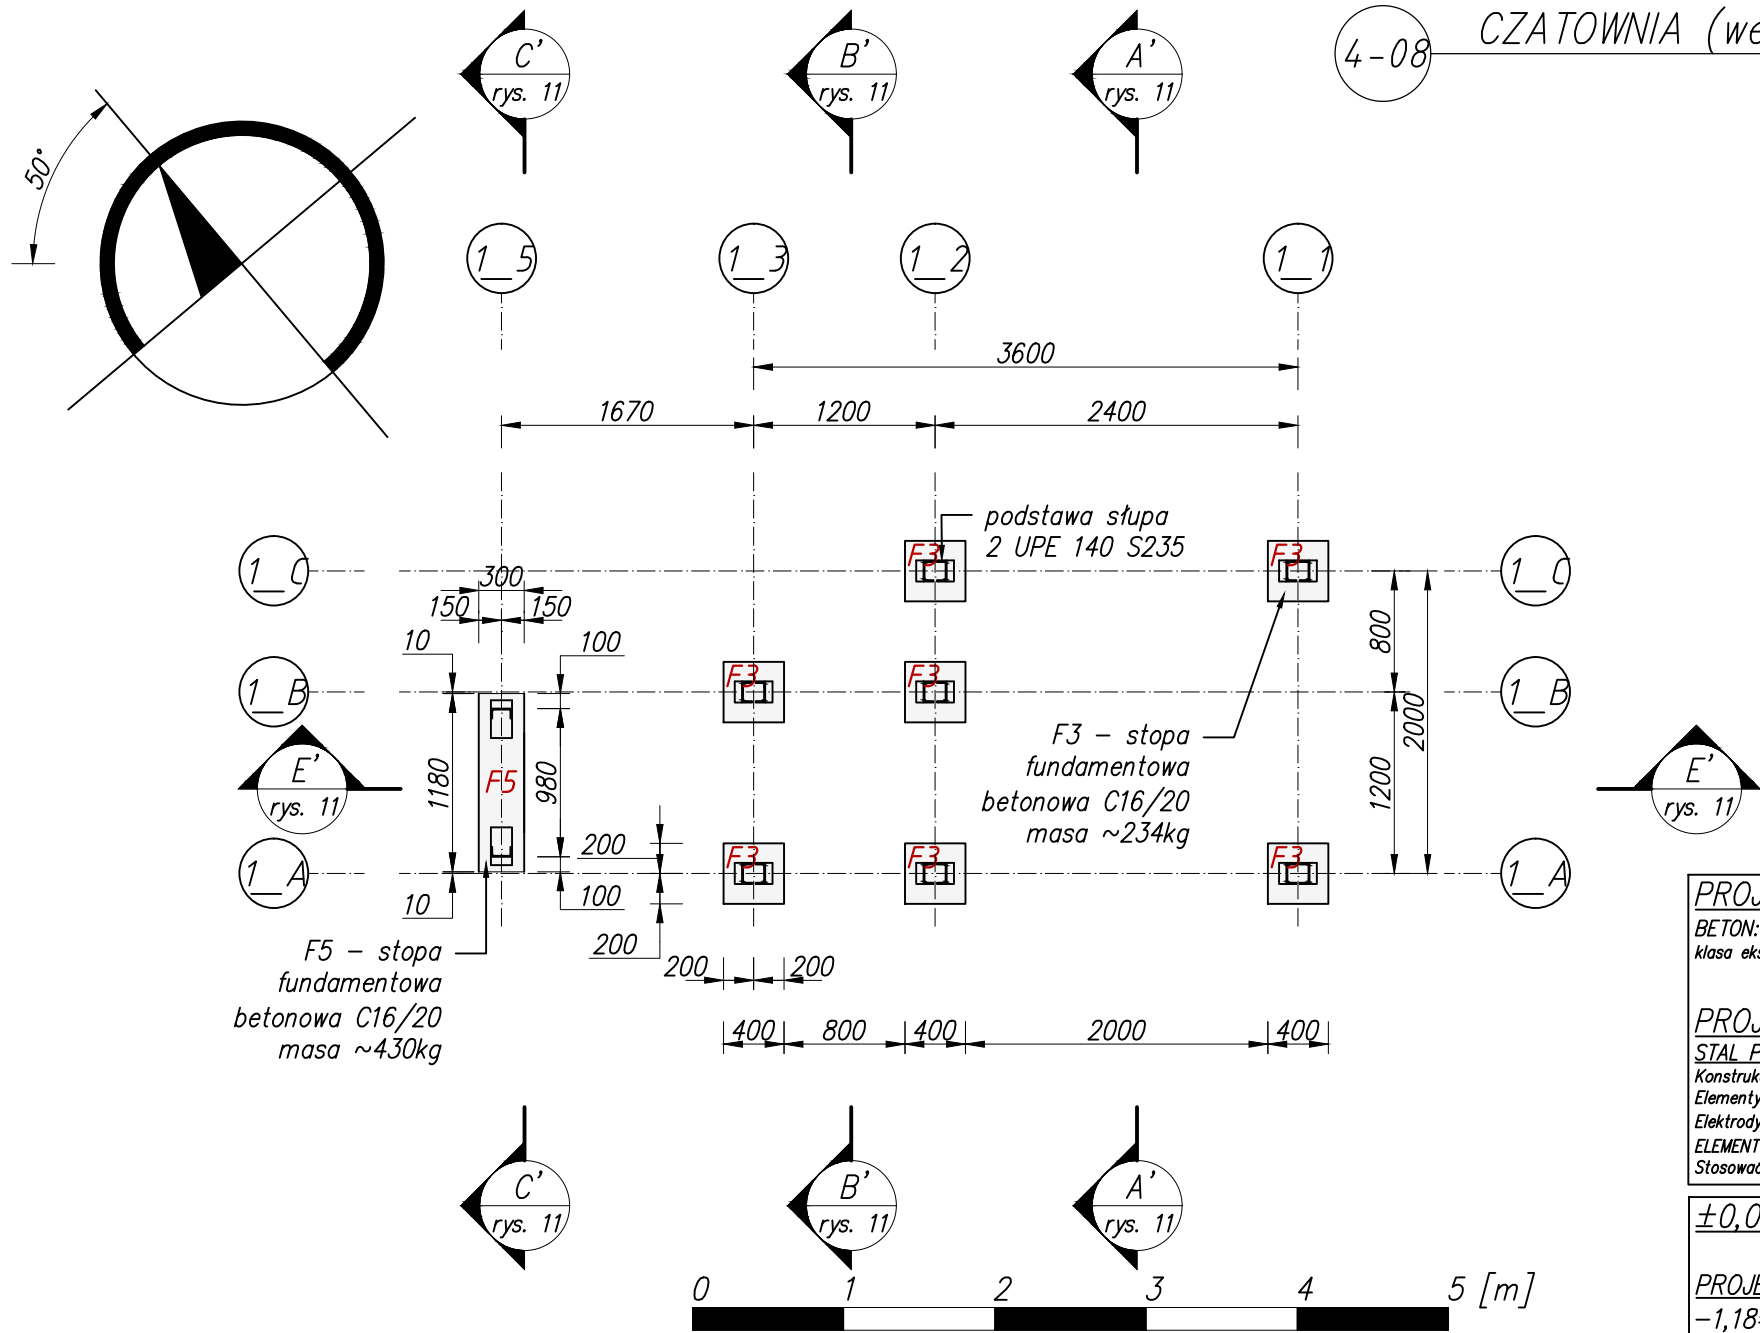 C'
rys. 11
B'
rys. 11
A'
rys. 11
4-08
CZATOWNIA
50°
1_5
1_3
1_2
1_1
3600
1670
1200
2400
podstawa słupa
2 UPE 140 S235
1_C
F3
F3
1_C
300
150
150
800
10
100
1_B
F3
F3
1_B
2000
F3 - stopa
fundamentowa
betonowa C16/20
masa ~234kg
E'
rys. 11
1180
F5
980
1200
E'
rys. 11
200
1_A
F3
F3
F3
1_A
10
100
200
F5 - stopa
fundamentowa
betonowa C16/20
masa ~430kg
200
200
400
800
400
2000
400
BETON:
klasa
STAL
±0,0
-1,18
C'
rys. 11
B'
rys. 11
A'
rys. 11
0
1
2
3
4
5 [m]